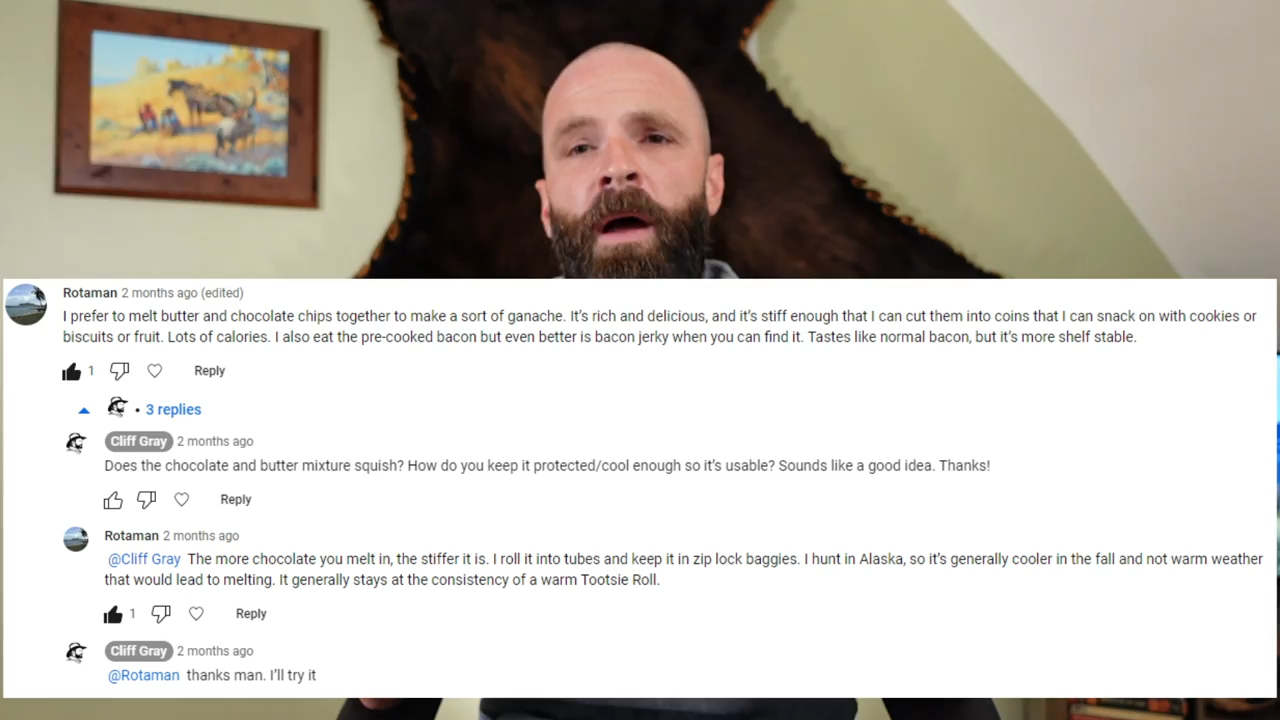 Rotaman 2 months ago (edited)
I prefer to melt butter and chocolate chips together to make a sort of ganache. It's rich and delicious, and it's stiff enough that I can cut them into coins that I can snack on with cookies or
biscuits or fruit. Lots of calories. I also eat the pre-cooked bacon but even better is bacon jerky when you can find it. Tastes like normal bacon, but it's more shelf stable.
1 Reply
• 3 replies
Cliff Gray 2 months ago
Does the chocolate and butter mixture squish? How do you keep it protected/cool enough so it's usable? Sounds like a good idea. Thanks!
Reply
Rotaman 2 months ago
@Cliff Gray The more chocolate you melt in, the stiffer it is. I roll it into tubes and keep it in zip lock baggies. I hunt in Alaska, so it's generally cooler in the fall and not warm weather
that would lead to melting. It generally stays at the consistency of a warm Tootsie Roll.
1 Reply
Cliff Gray 2 months ago
@Rotaman thanks man. I'll try it